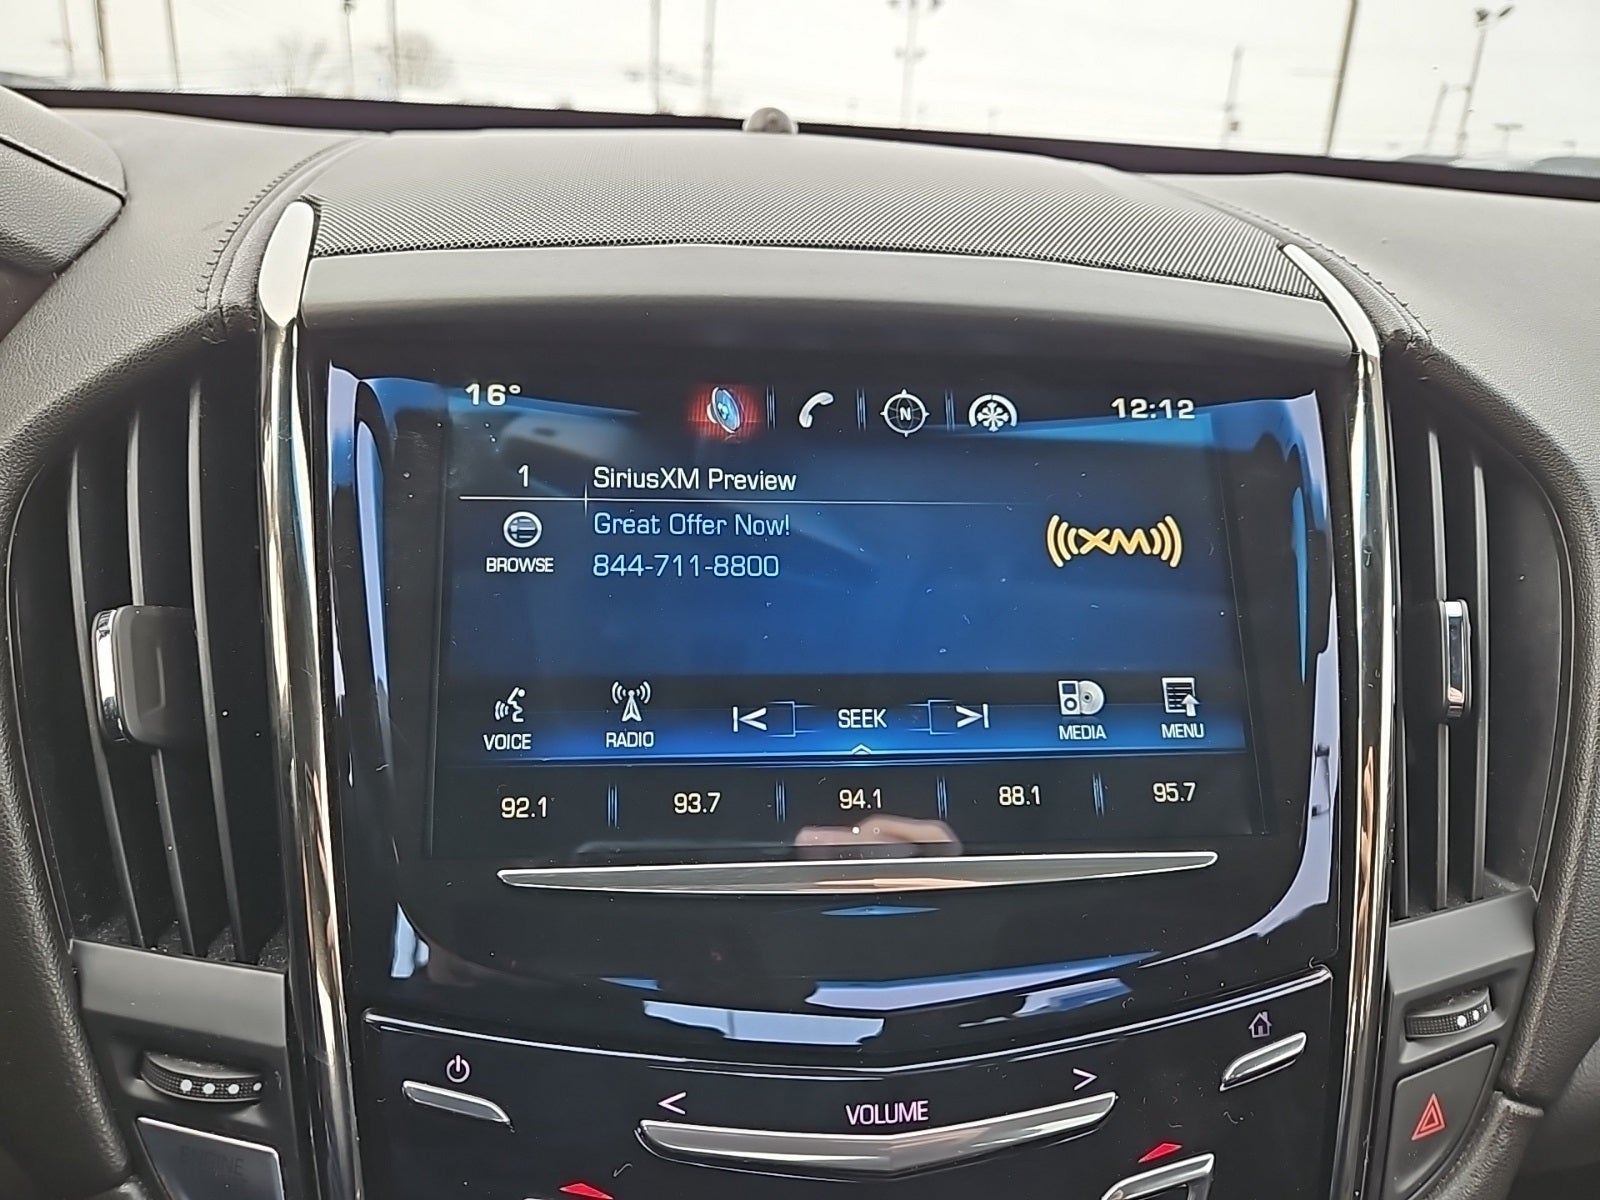 16° 12:12
N
1 SiriusXM Preview
Great Offer Now!
BROWSE 844-711-8800
((XM))
VOICE RADIO SEEK MEDIA MENU
92.1 93.7 94.1 88.1 95.7
< VOLUME >
ENGINE